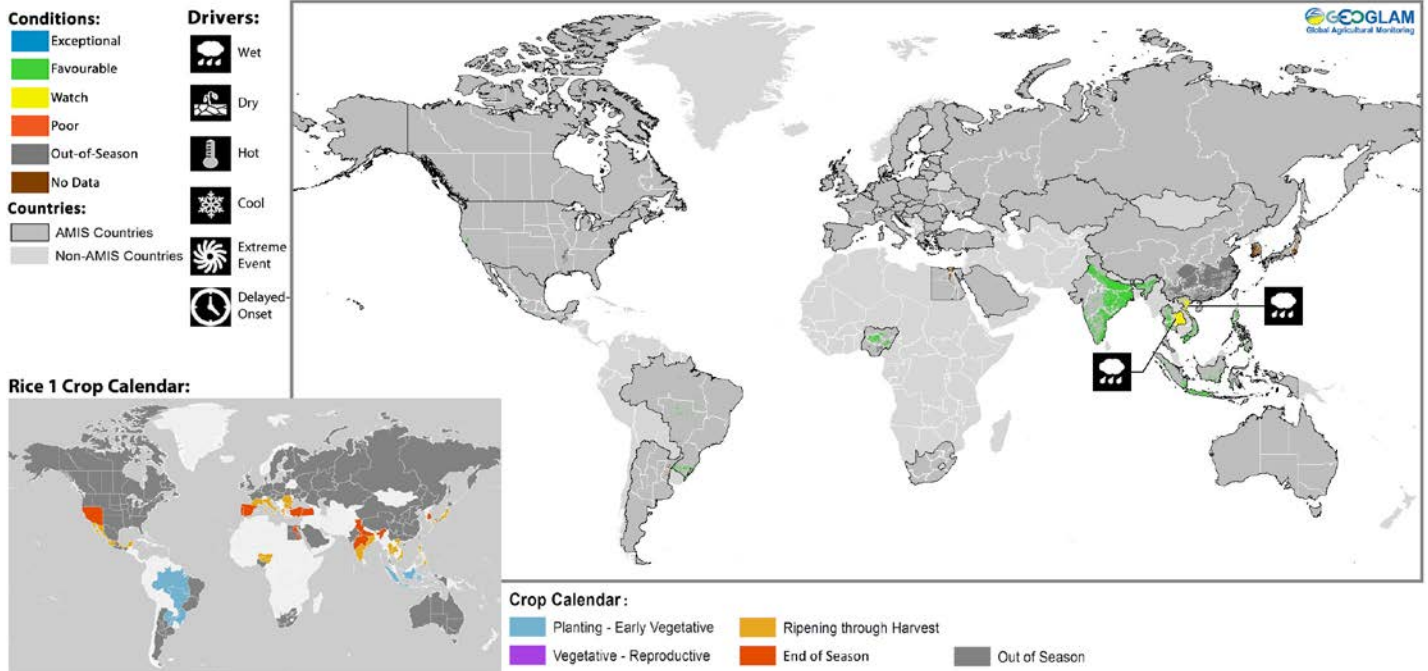 Conditions:
Exceptional
Favourable
Watch
Poor
Out-of-Season
No Data
Countries:
AMIS Countries
Non-AMIS Countries
Drivers:
Wet
Dry
Hot
Cool
Extreme
Event
Delayed-
Onset
GEOGLAM
Global Agricultural Monitoring
Rice 1 Crop Calendar:
Crop Calendar :
Planting - Early Vegetative
Vegetative - Reproductive
Ripening through Harvest
End of Season
Out of Season